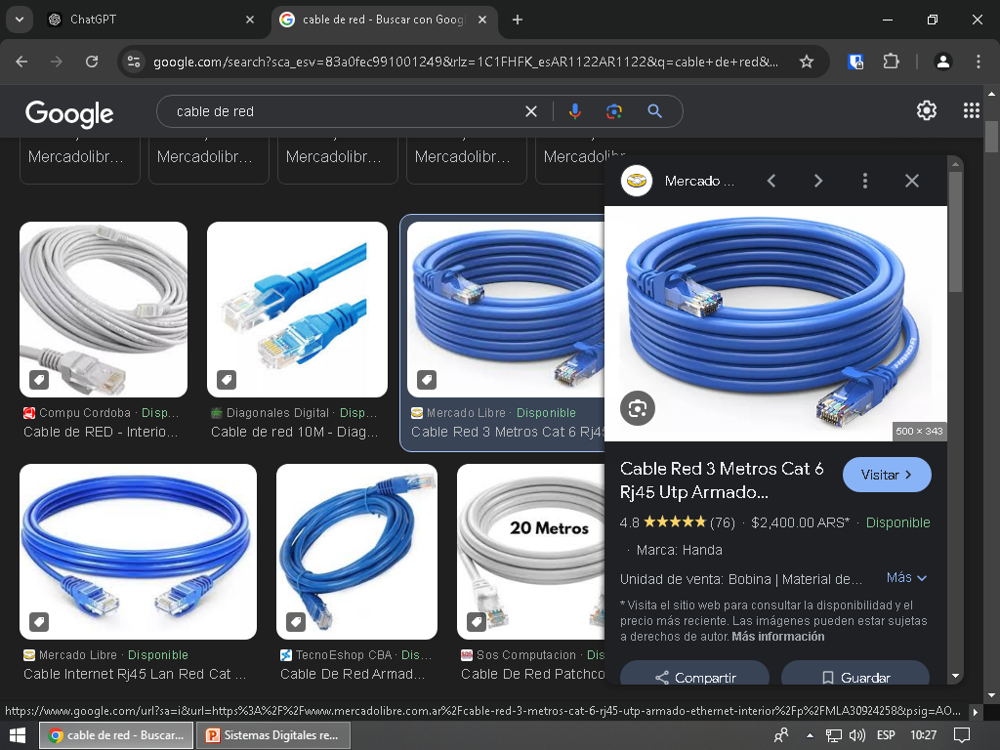 ChatGPT
cable de red - Buscar con Goog
google.com/search?sca_esv=83a0fec991001249&rlz=1C1FHFK_esAR1122AR1122&q=cable+de+red&...
Google
cable de red
Mercadolibr...
Mercadolibr...
Mercadolibr...
Mercadolibr...
Mercadolibr
Mercado ...
HANDA
500 × 343
Compu Cordoba · Disp...
Cable de RED - Interio...
Diagonales Digital · Disp...
Cable de red 10M - Diag...
Mercado Libre · Disponible
Cable Red 3 Metros Cat 6 Rj45
Cable Red 3 Metros Cat 6
Rj45 Utp Armado...
Visitar
4.8 ★★★★★ (76) · $2,400.00 ARS* · Disponible
· Marca: Handa
Unidad de venta: Bobina | Material de...
Más
* Visita el sitio web para consultar la disponibilidad y el
precio más reciente. Las imágenes pueden estar sujetas
a derechos de autor. Más información
Compartir
Guardar
20 Metros
Mercado Libre · Disponible
Cable Internet Rj45 Lan Red Cat ...
TecnoEshop CBA · Dis...
Cable De Red Armad...
SOS
Sos Computacion · Dis
Cable De Red Patchco
https://www.google.com/url?sa=i&url=https%3A%2F%2Fwww.mercadolibre.com.ar%2Fcable-red-3-metros-cat-6-rj45-utp-armado-ethernet-interior%2Fp%2FMLA30924258&psig=AO...
cable de red - Buscar...
Sistemas Digitales re...
ESP
10:27